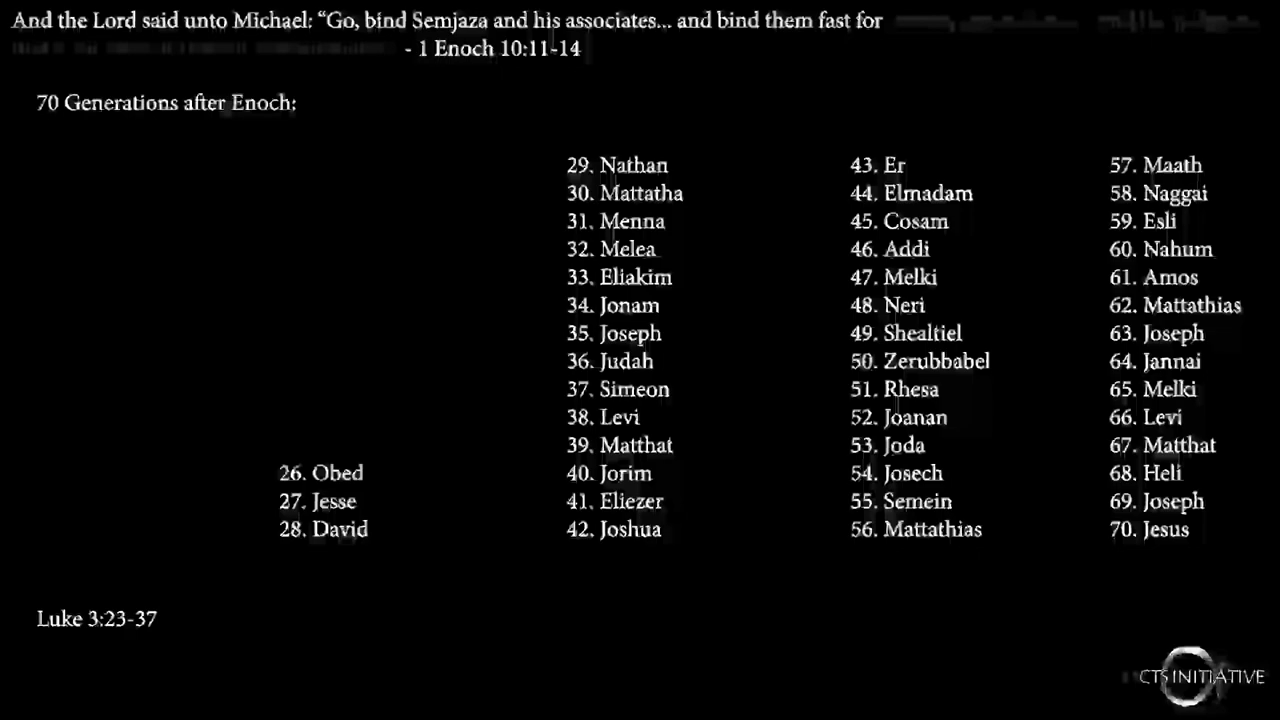 And the Lord said unto Michael: “Go, bind Semjaza and his associates... and bind them fast for
- 1 Enoch 10:11-14
70 Generations after Enoch:
26. Obed
27. Jesse
28. David
29. Nathan
30. Mattatha
31. Menna
32. Melea
33. Eliakim
34. Jonam
35. Joseph
36. Judah
37. Simeon
38. Levi
39. Matthat
40. Jorim
41. Eliezer
42. Joshua
43. Er
44. Elmadam
45. Cosam
46. Addi
47. Melki
48. Neri
49. Shealtiel
50. Zerubbabel
51. Rhesa
52. Joanan
53. Joda
54. Josech
55. Semein
56. Mattathias
57. Maath
58. Naggai
59. Esli
60. Nahum
61. Amos
62. Mattathias
63. Joseph
64. Jannai
65. Melki
66. Levi
67. Matthat
68. Heli
69. Joseph
70. Jesus
Luke 3:23-37
CTS INITIATIVE